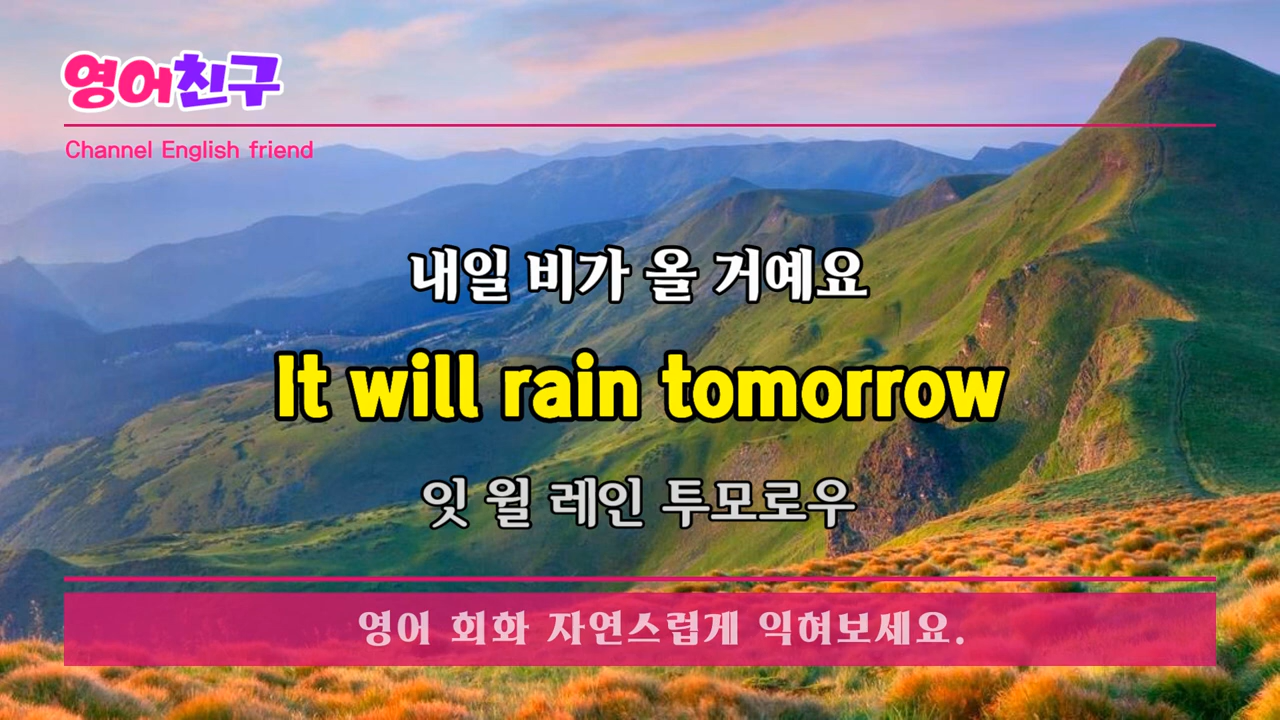 영어친구
Channel English friend
내일 비가 올 거예요
It will rain tomorrow
잇 윌 레인 투모로우
영어 회화 자연스럽게 익혀보세요.